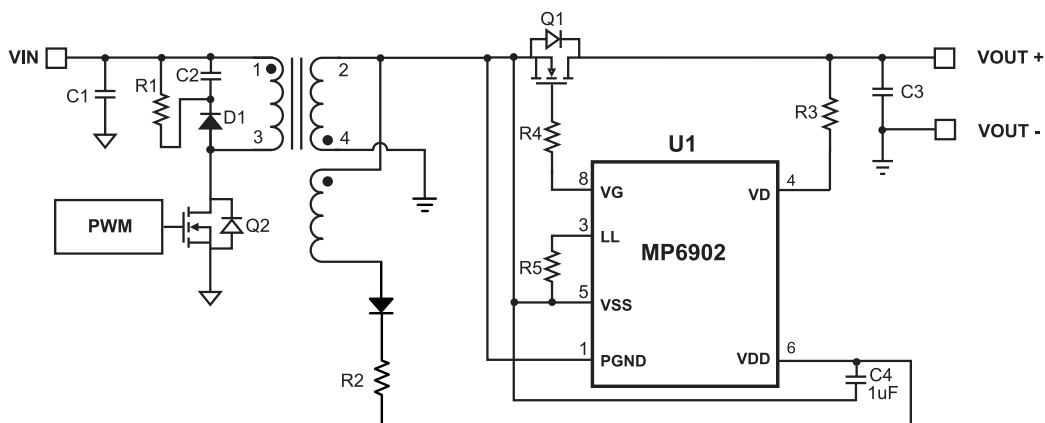 Q1
VIN
VOUT +
C1
R1
C2
1
2
D1
3
4
R4
R3
C3
VOUT -
U1
8
VG
VD
4
PWM
Q2
3
LL
MP6902
R5
5
VSS
1
PGND
VDD
6
R2
C4
1uF